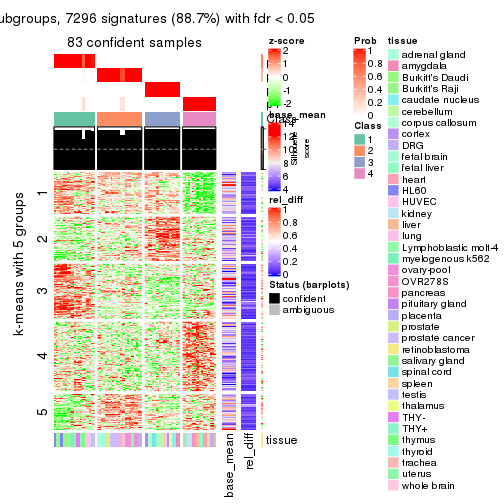 ubgroups, 7296 signatures (88.7%) with fdr < 0.05
83 confident samples
k-means with 5 groups
1
2
3
4
5
p
Class
tissue
base_mean
rel_diff
Silhouette
score
z-score
2
1
0
-1
-2
base_mean
14
12
10
8
6
4
rel_diff
1
0.8
0.6
0.4
0.2
0
Status (barplots)
confident
ambiguous
Prob
1
0.8
0.6
0.4
0.2
0
Class
1
2
3
4
tissue
adrenal gland
amygdala
Burkitt's Daudi
Burkitt's Raji
caudate nucleus
cerebellum
corpus callosum
cortex
DRG
fetal brain
fetal liver
heart
HL60
HUVEC
kidney
liver
lung
Lymphoblastic molt-4
myelogenous k562
ovary-pool
OVR278S
pancreas
pituitary gland
placenta
prostate
prostate cancer
retinoblastoma
salivary gland
spinal cord
spleen
testis
thalamus
THY-
THY+
thymus
thyroid
trachea
uterus
whole brain